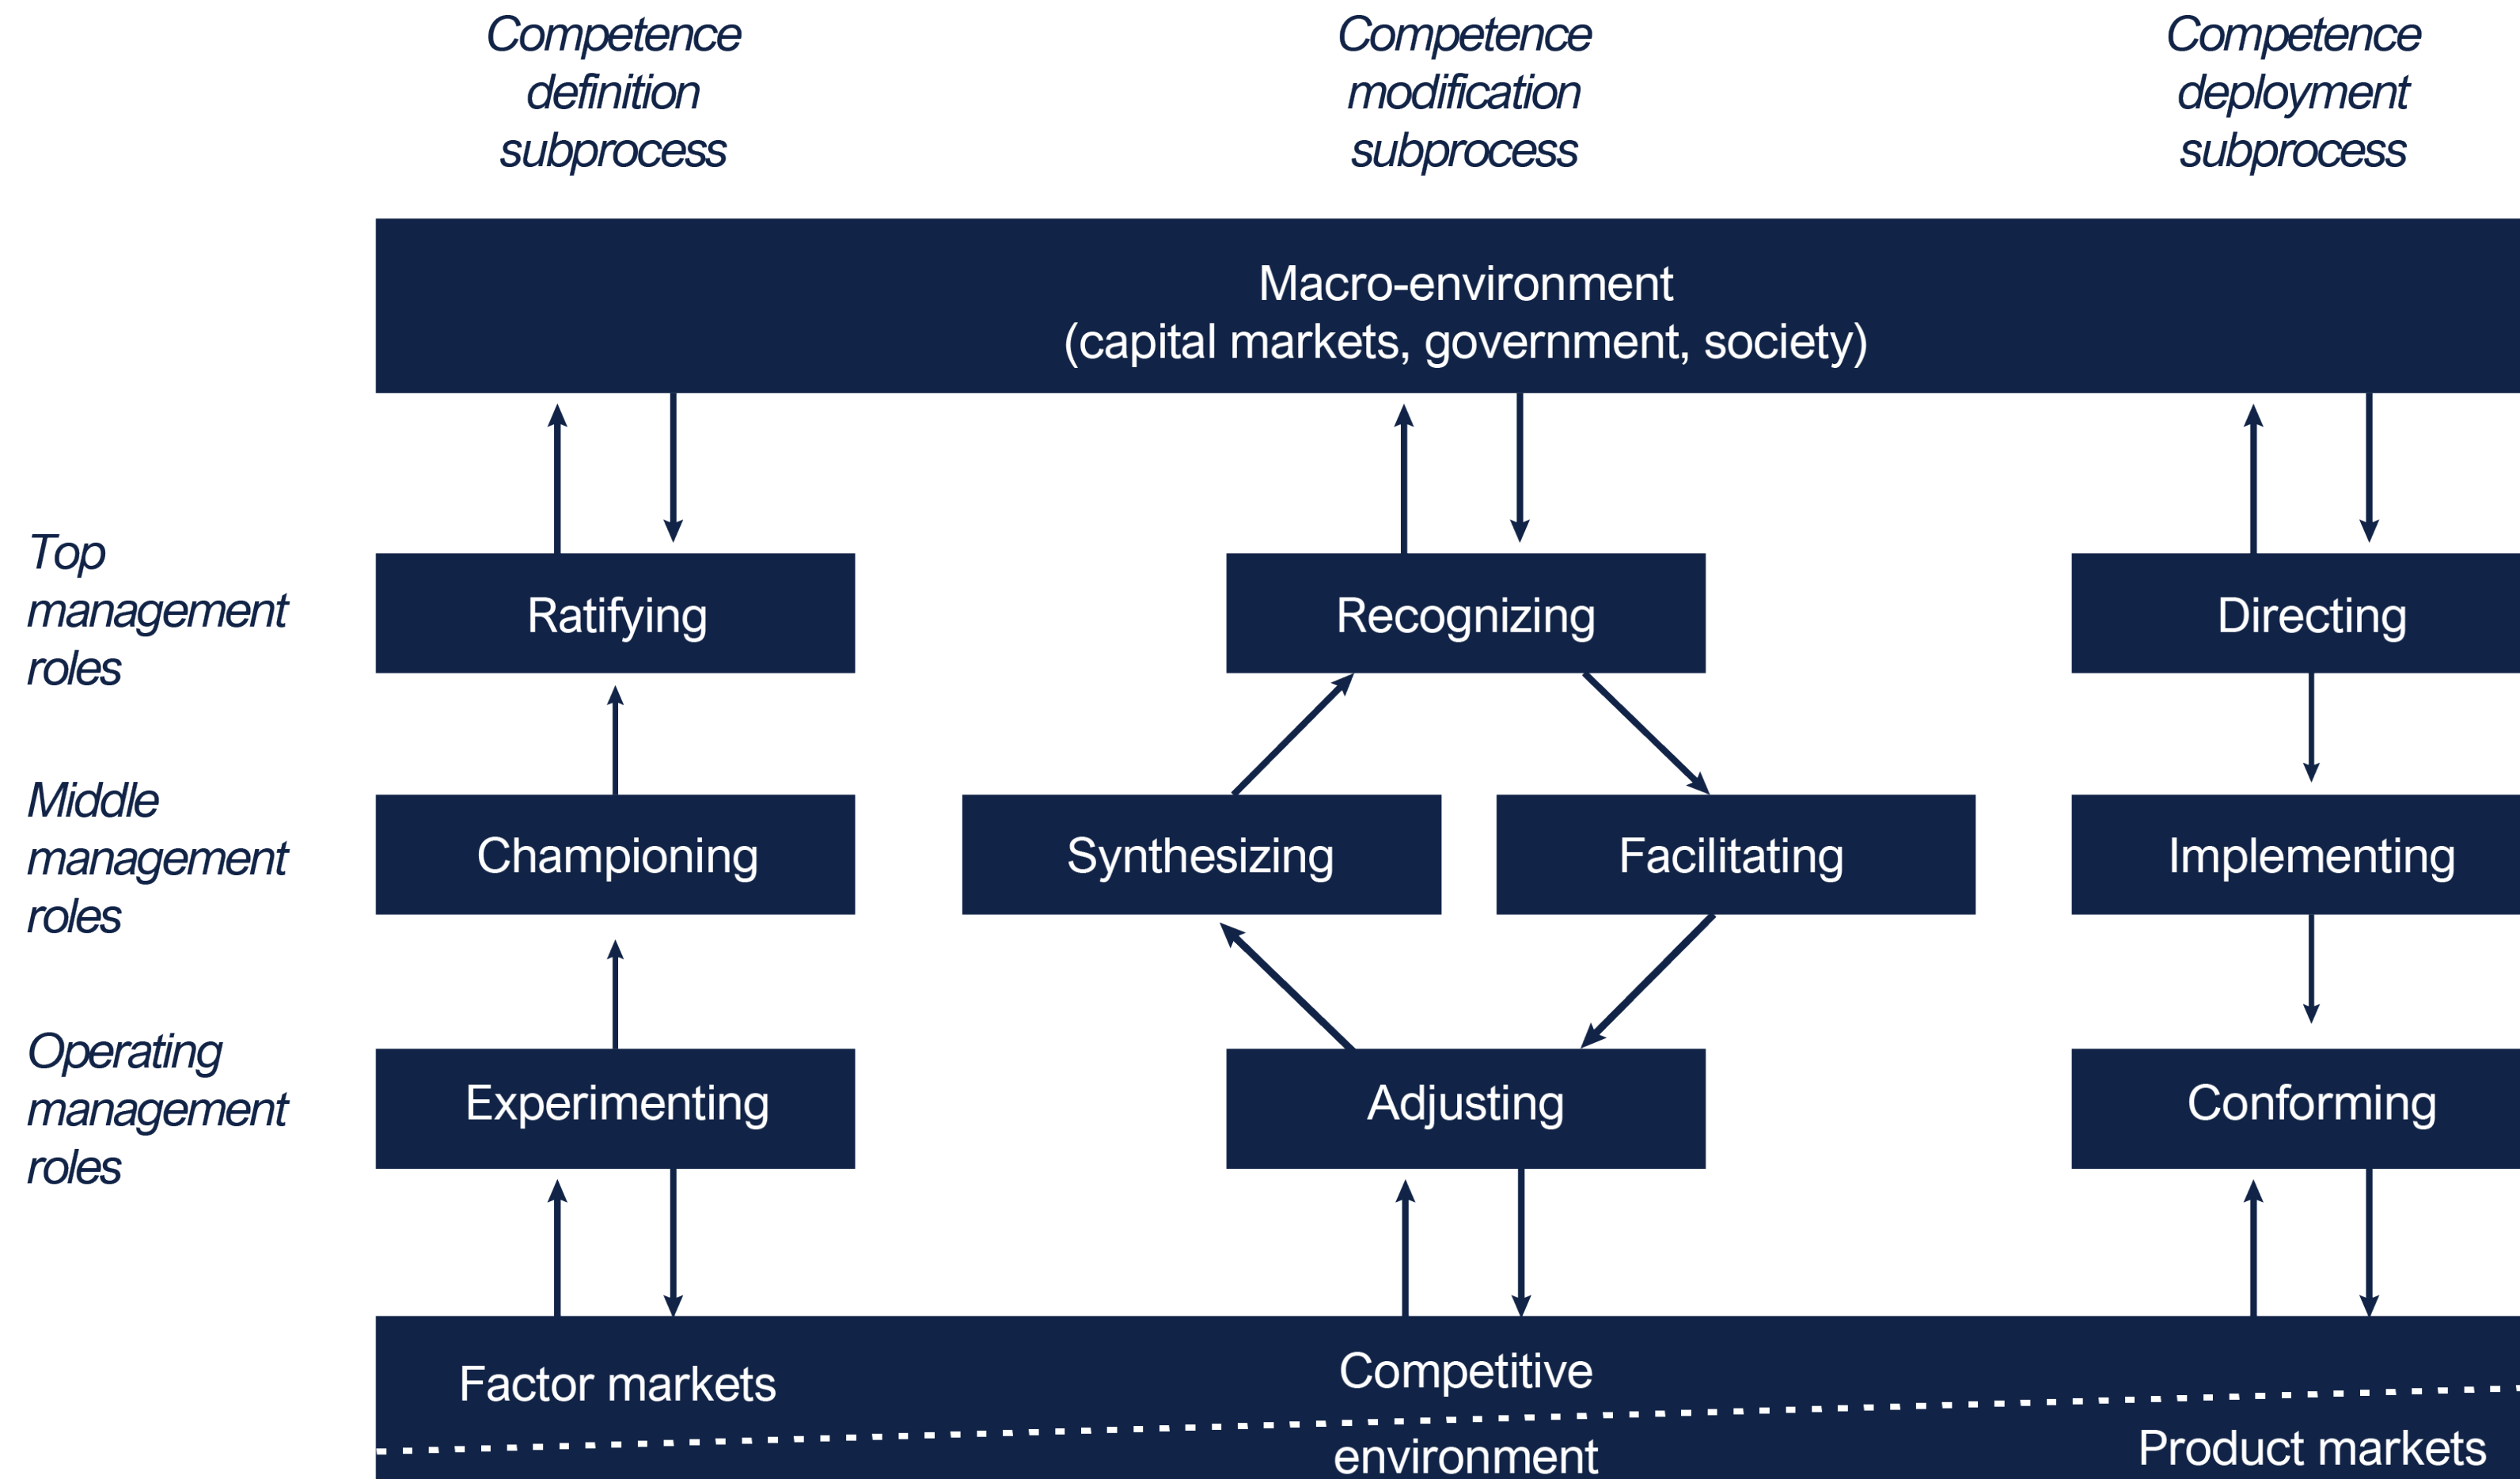 Competence
definition
subprocess
Competence
modification
subprocess
Competence
deployment
subprocess
Macro-environment
(capital markets, government, society)
Top
management
roles
Ratifying
Recognizing
Directing
Middle
management
roles
Championing
Synthesizing
Facilitating
Implementing
Operating
management
roles
Experimenting
Adjusting
Conforming
Factor markets
Competitive
environment
Product markets